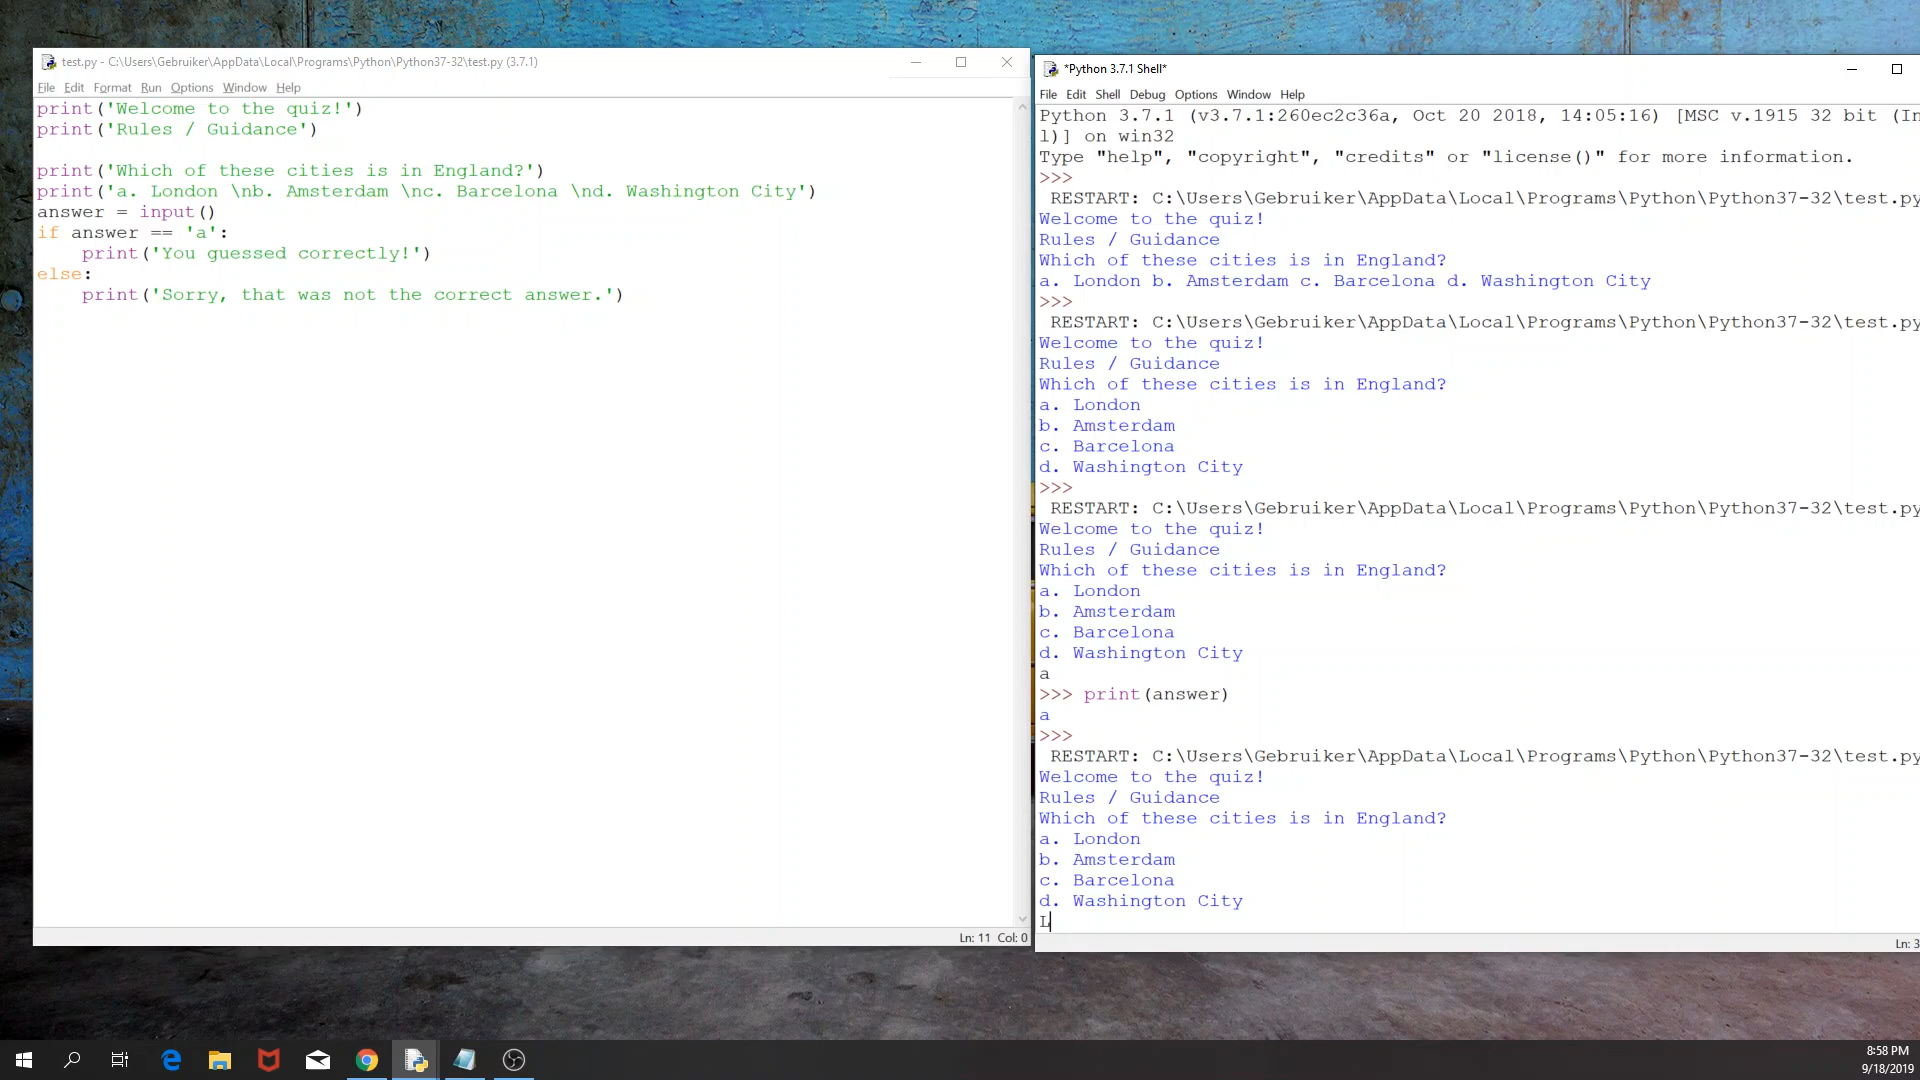 test.py - C:\Users\Gebruiker\AppData\Local\Programs\Python\Python37-32\test.py (3.7.1)
File Edit Format Run Options Window Help
print('Welcome to the quiz!')
print('Rules / Guidance')
print('Which of these cities is in England?')
print('a. London \nb. Amsterdam \nc. Barcelona \nd. Washington City')
answer = input()
if answer == 'a':
    print('You guessed correctly!')
else:
    print('Sorry, that was not the correct answer.')
Ln: 11 Col: 0
*Python 3.7.1 Shell*
File Edit Shell Debug Options Window Help
Python 3.7.1 (v3.7.1:260ec2c36a, Oct 20 2018, 14:05:16) [MSC v.1915 32 bit (In
l)] on win32
Type "help", "copyright", "credits" or "license()" for more information.
>>>
 RESTART: C:\Users\Gebruiker\AppData\Local\Programs\Python\Python37-32\test.py
Welcome to the quiz!
Rules / Guidance
Which of these cities is in England?
a. London b. Amsterdam c. Barcelona d. Washington City
>>>
 RESTART: C:\Users\Gebruiker\AppData\Local\Programs\Python\Python37-32\test.py
Welcome to the quiz!
Rules / Guidance
Which of these cities is in England?
a. London
b. Amsterdam
c. Barcelona
d. Washington City
>>>
 RESTART: C:\Users\Gebruiker\AppData\Local\Programs\Python\Python37-32\test.py
Welcome to the quiz!
Rules / Guidance
Which of these cities is in England?
a. London
b. Amsterdam
c. Barcelona
d. Washington City
a
>>> print(answer)
a
>>>
 RESTART: C:\Users\Gebruiker\AppData\Local\Programs\Python\Python37-32\test.py
Welcome to the quiz!
Rules / Guidance
Which of these cities is in England?
a. London
b. Amsterdam
c. Barcelona
d. Washington City
L
Ln: 3
8:58 PM
9/18/2019